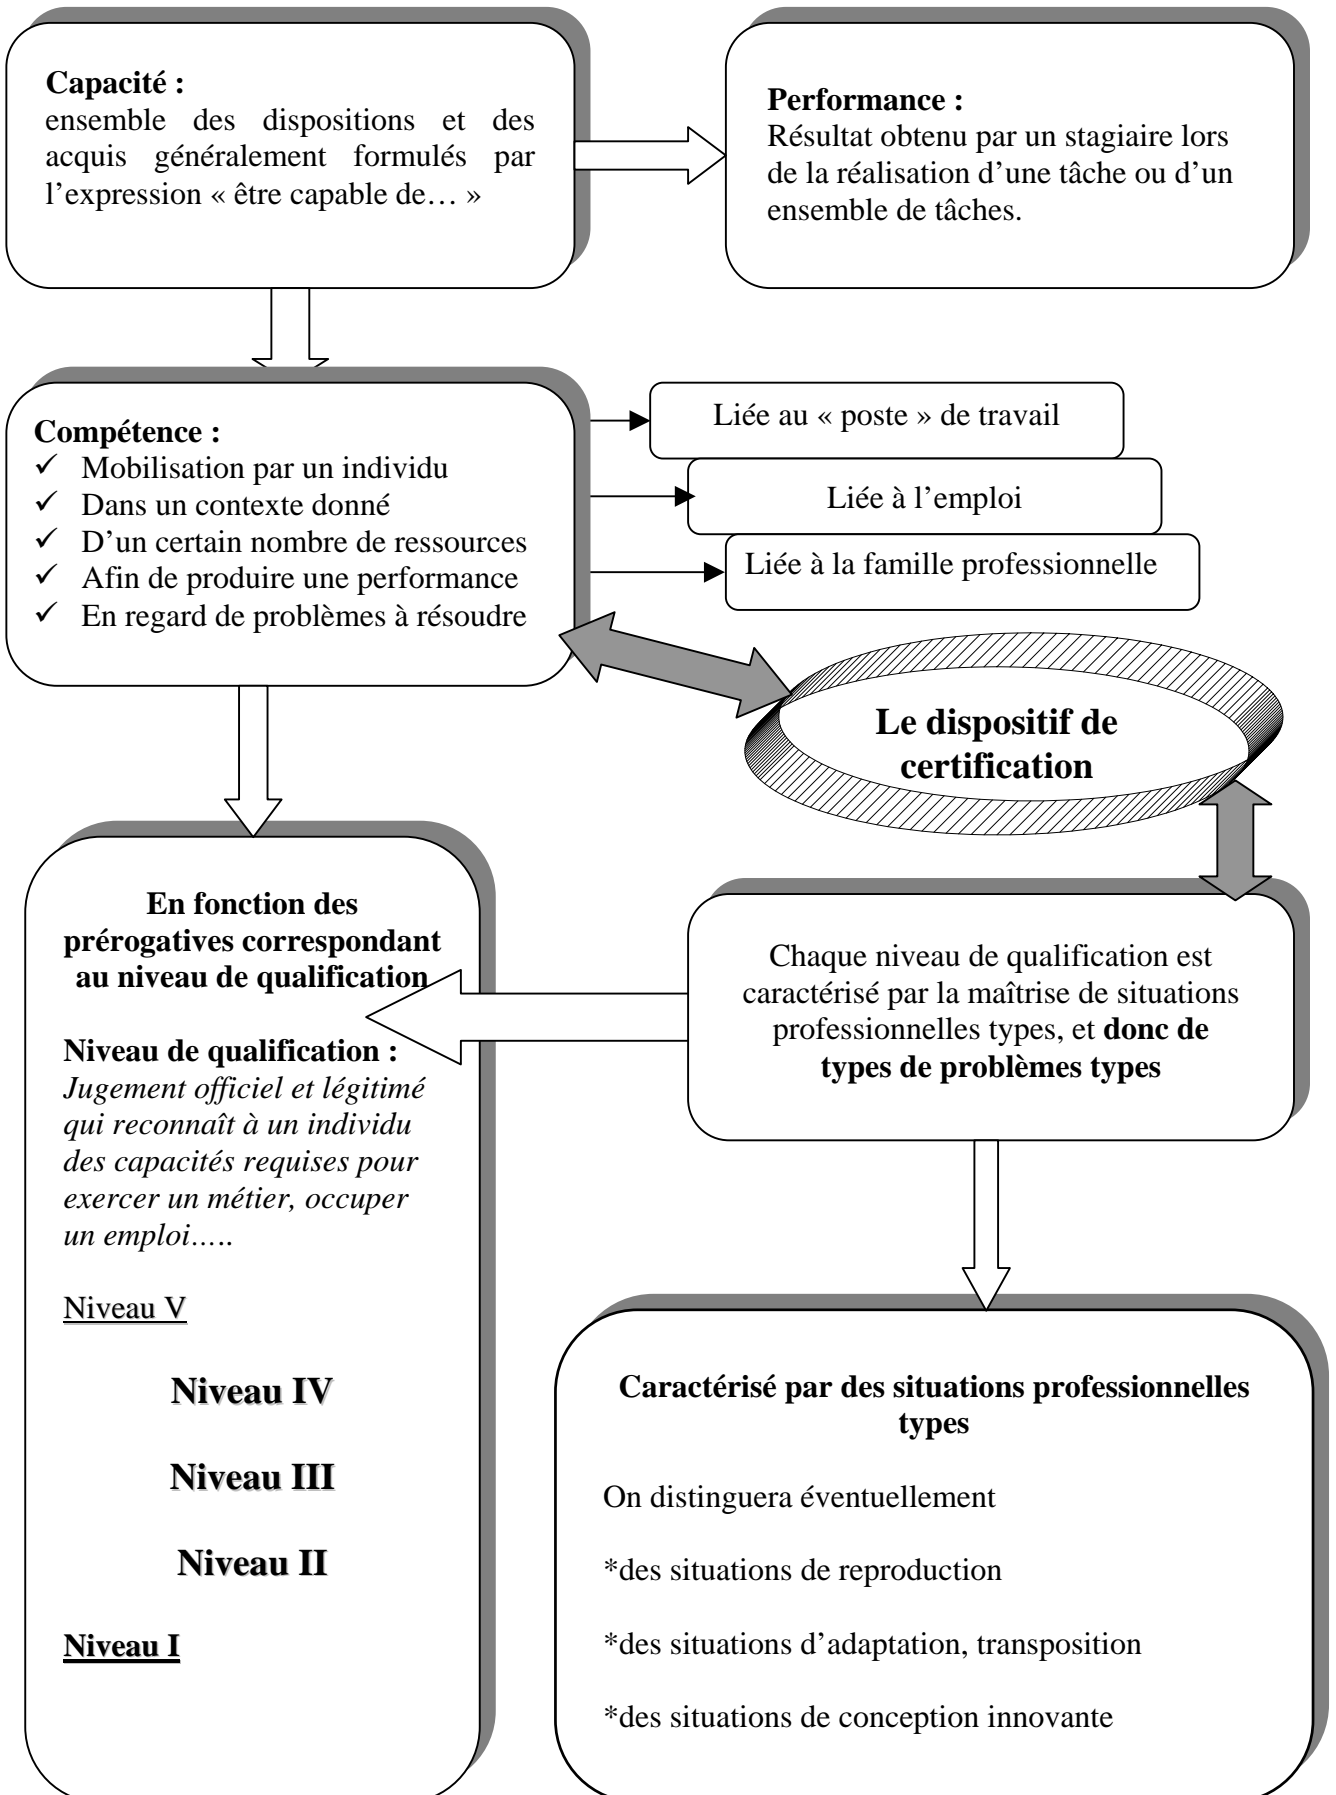 Capacité :
ensemble des dispositions et des
acquis généralement formulés par
l’expression « être capable de… »
Performance :
Résultat obtenu par un stagiaire lors
de la réalisation d’une tâche ou d’un
ensemble de tâches.
Compétence :
✓ Mobilisation par un individu
✓ Dans un contexte donné
✓ D’un certain nombre de ressources
✓ Afin de produire une performance
✓ En regard de problèmes à résoudre
Liée au « poste » de travail
Liée à l’emploi
Liée à la famille professionnelle
Le dispositif de
certification
En fonction des
prérogatives correspondant
au niveau de qualification
Niveau de qualification :
Jugement officiel et légitimé
qui reconnaît à un individu
des capacités requises pour
exercer un métier, occuper
un emploi…..
Niveau V
Niveau IV
Niveau III
Niveau II
Niveau I
Chaque niveau de qualification est
caractérisé par la maîtrise de situations
professionnelles types, et donc de
types de problèmes types
Caractérisé par des situations professionnelles
types
On distinguera éventuellement
*des situations de reproduction
*des situations d’adaptation, transposition
*des situations de conception innovante